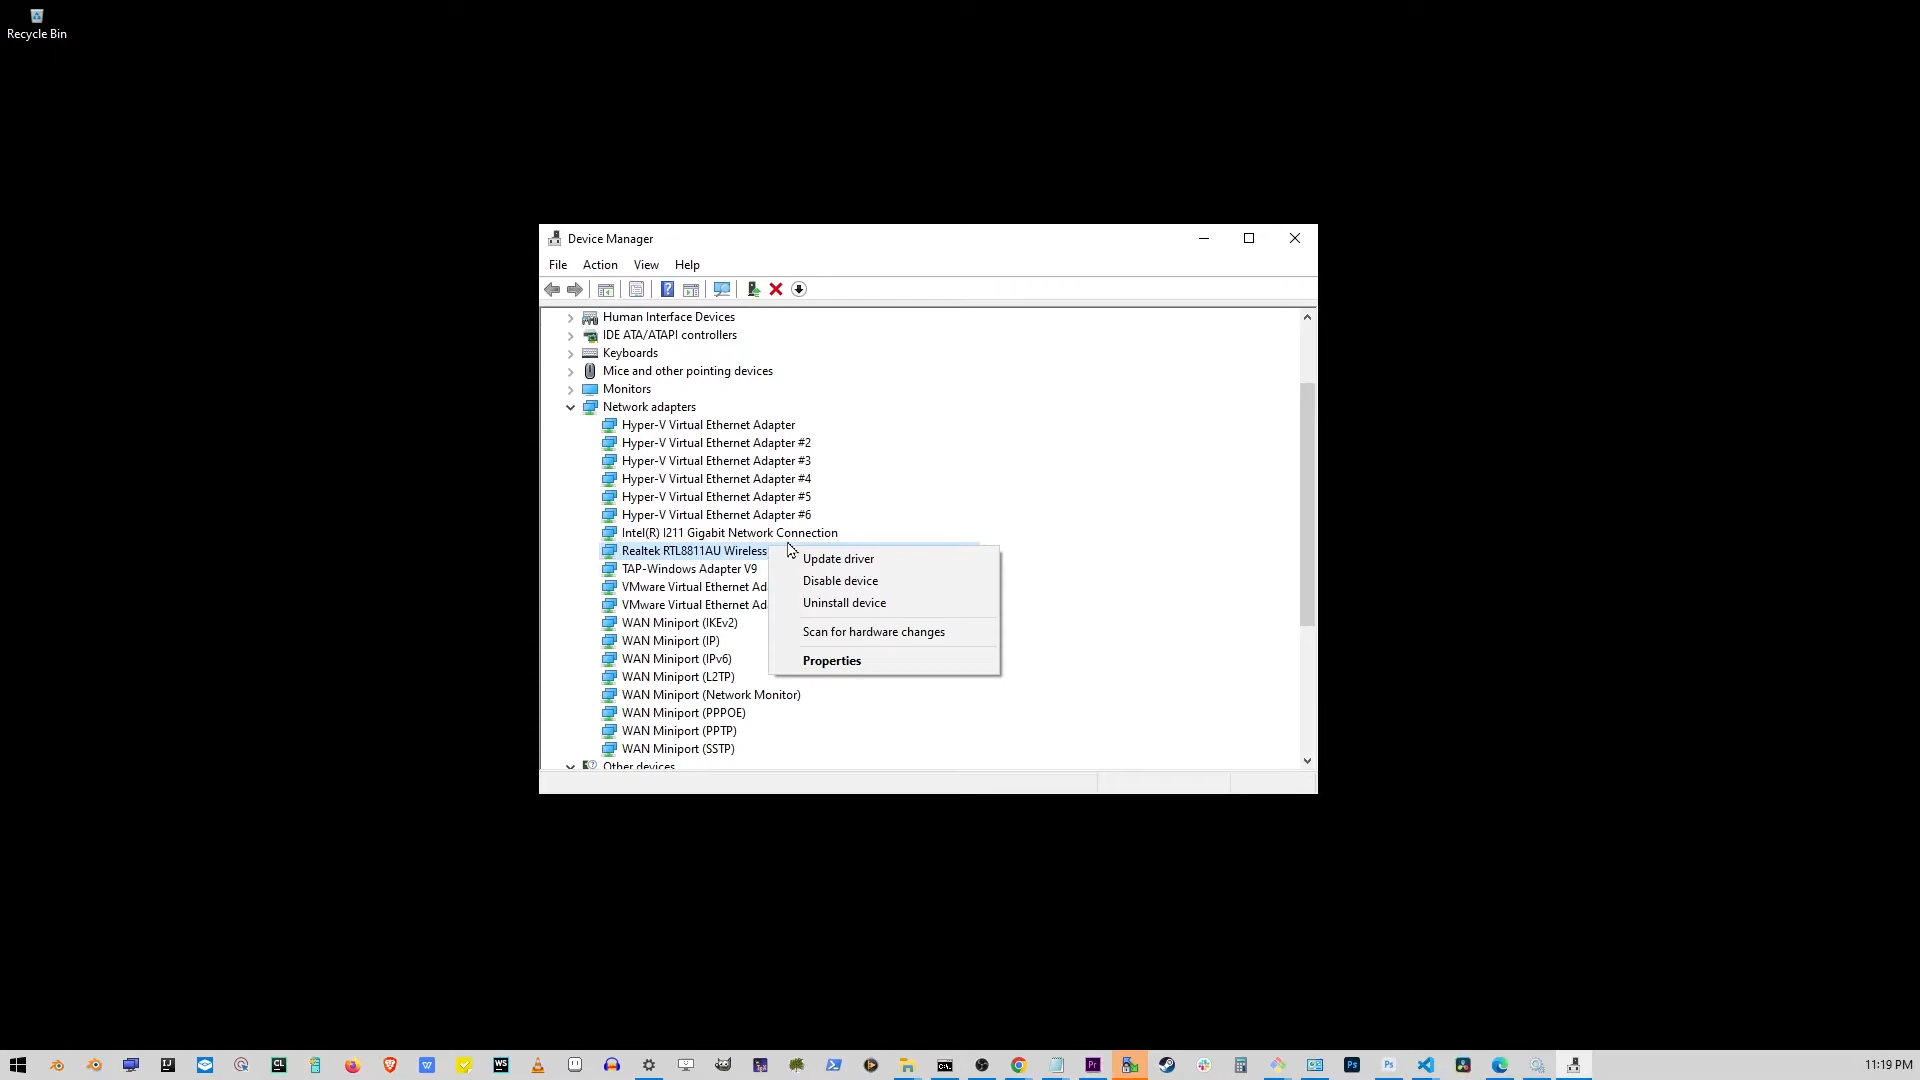 Recycle Bin
Device Manager
File Action View Help
Human Interface Devices
IDE ATA/ATAPI controllers
Keyboards
Mice and other pointing devices
Monitors
Network adapters
Hyper-V Virtual Ethernet Adapter
Hyper-V Virtual Ethernet Adapter #2
Hyper-V Virtual Ethernet Adapter #3
Hyper-V Virtual Ethernet Adapter #4
Hyper-V Virtual Ethernet Adapter #5
Hyper-V Virtual Ethernet Adapter #6
Intel(R) I211 Gigabit Network Connection
Realtek RTL8811AU Wireless
TAP-Windows Adapter V9
VMware Virtual Ethernet Ad
VMware Virtual Ethernet Ad
WAN Miniport (IKEv2)
WAN Miniport (IP)
WAN Miniport (IPv6)
WAN Miniport (L2TP)
WAN Miniport (Network Monitor)
WAN Miniport (PPPOE)
WAN Miniport (PPTP)
WAN Miniport (SSTP)
Other devices
Update driver
Disable device
Uninstall device
Scan for hardware changes
Properties
11:19 PM